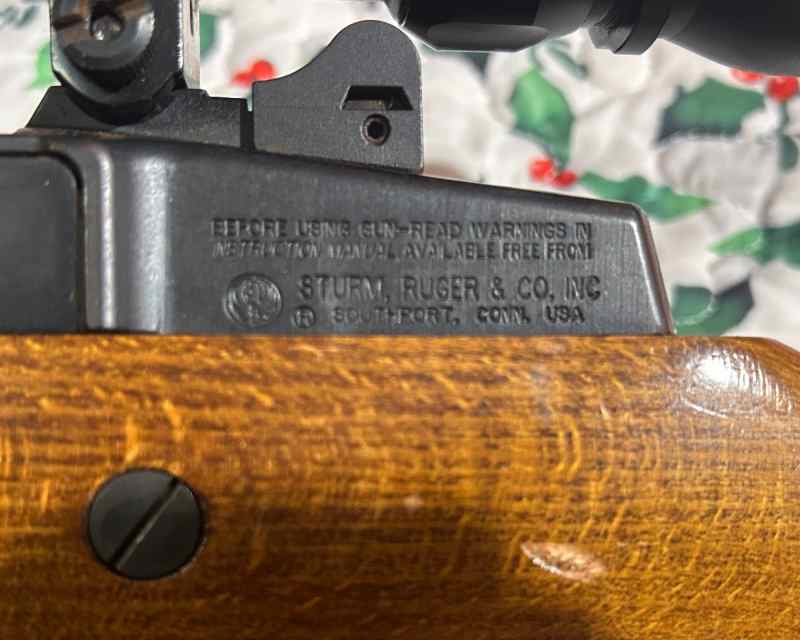 BEFORE USING GUN-READ WARNINGS IN
INSTRUCTION MANUAL AVAILABLE FREE FROM
STURM, RUGER & CO., INC.
® SOUTHPORT, CONN. USA